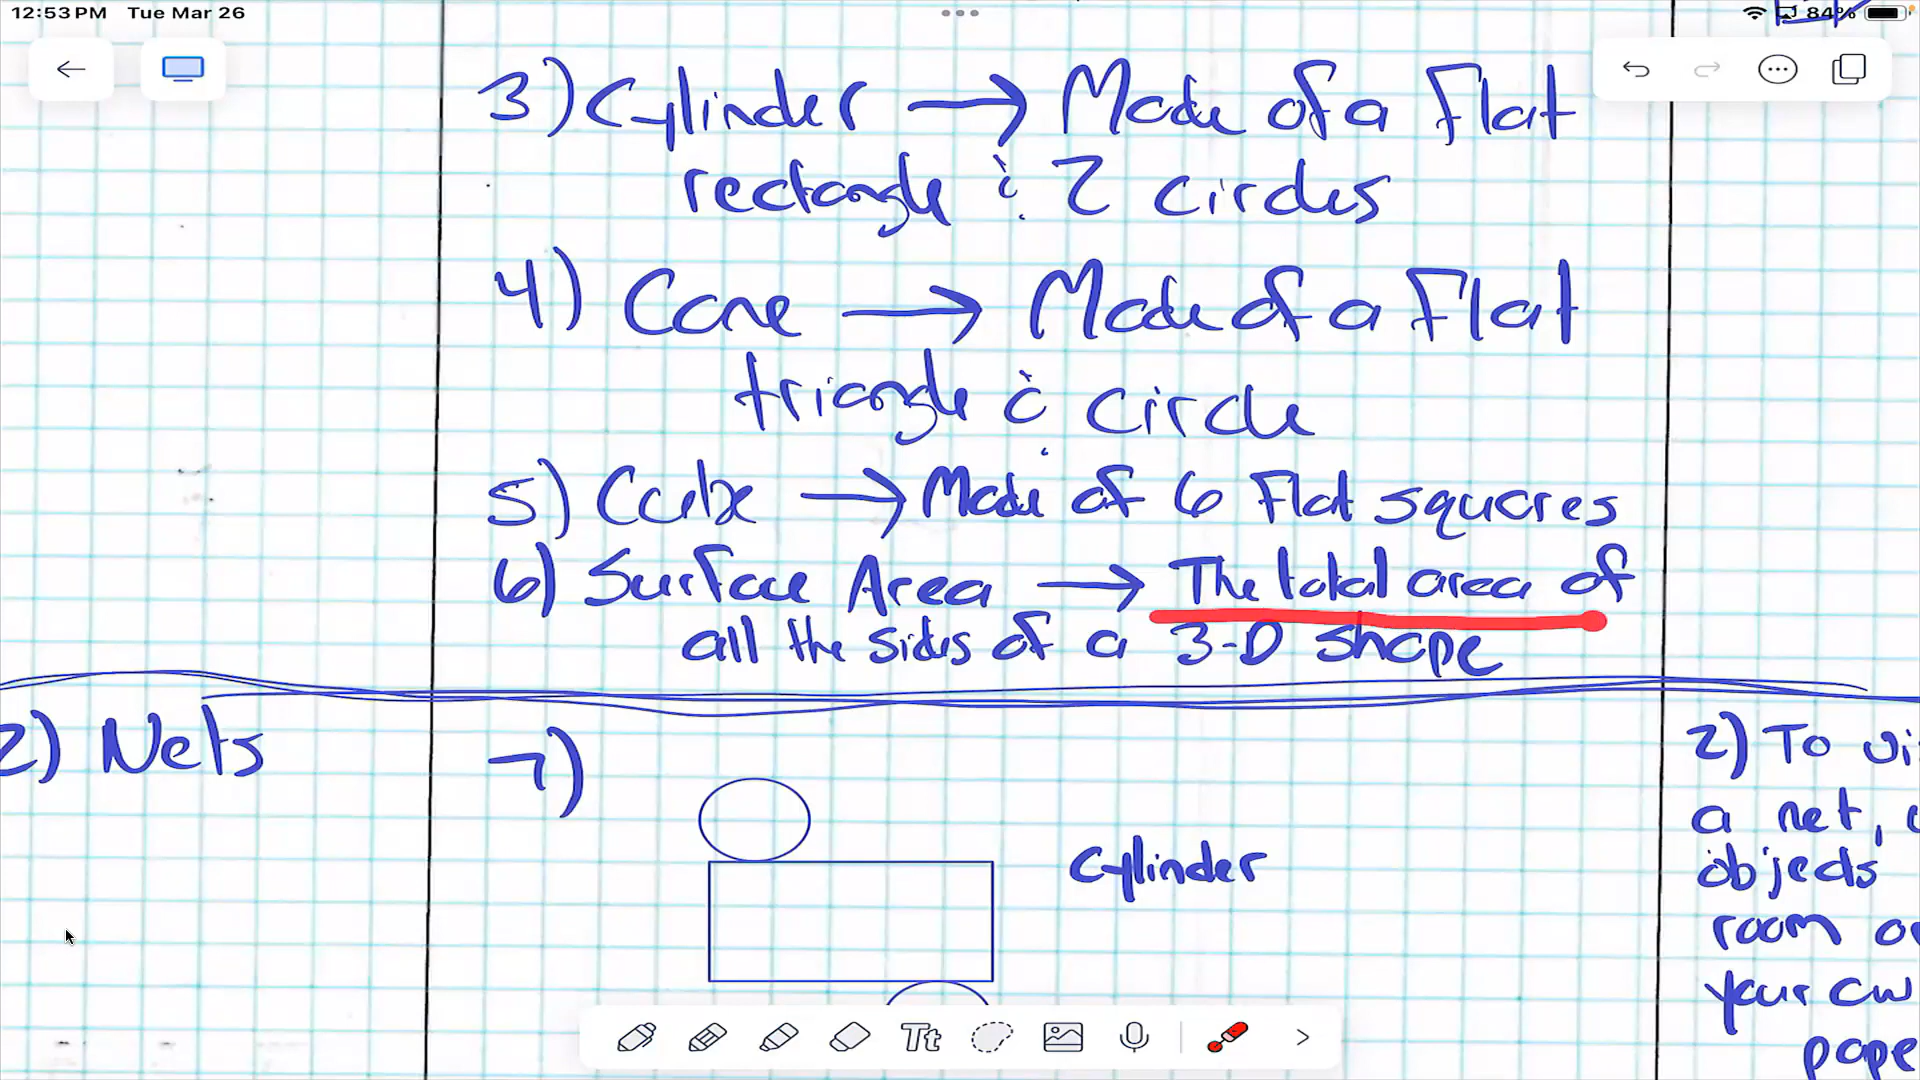 12:53 PM Tue Mar 26
84%
3) Cylinder → Made of a flat
rectangle & 2 circles
4) Cone → Made of a flat
triangle & circle
5) Cube → Made of 6 flat squares
6) Surface Area → The total area of
all the sides of a 3-D shape
2) Nets
7)
Cylinder
2) To
a net,
objects
room
your
Tt